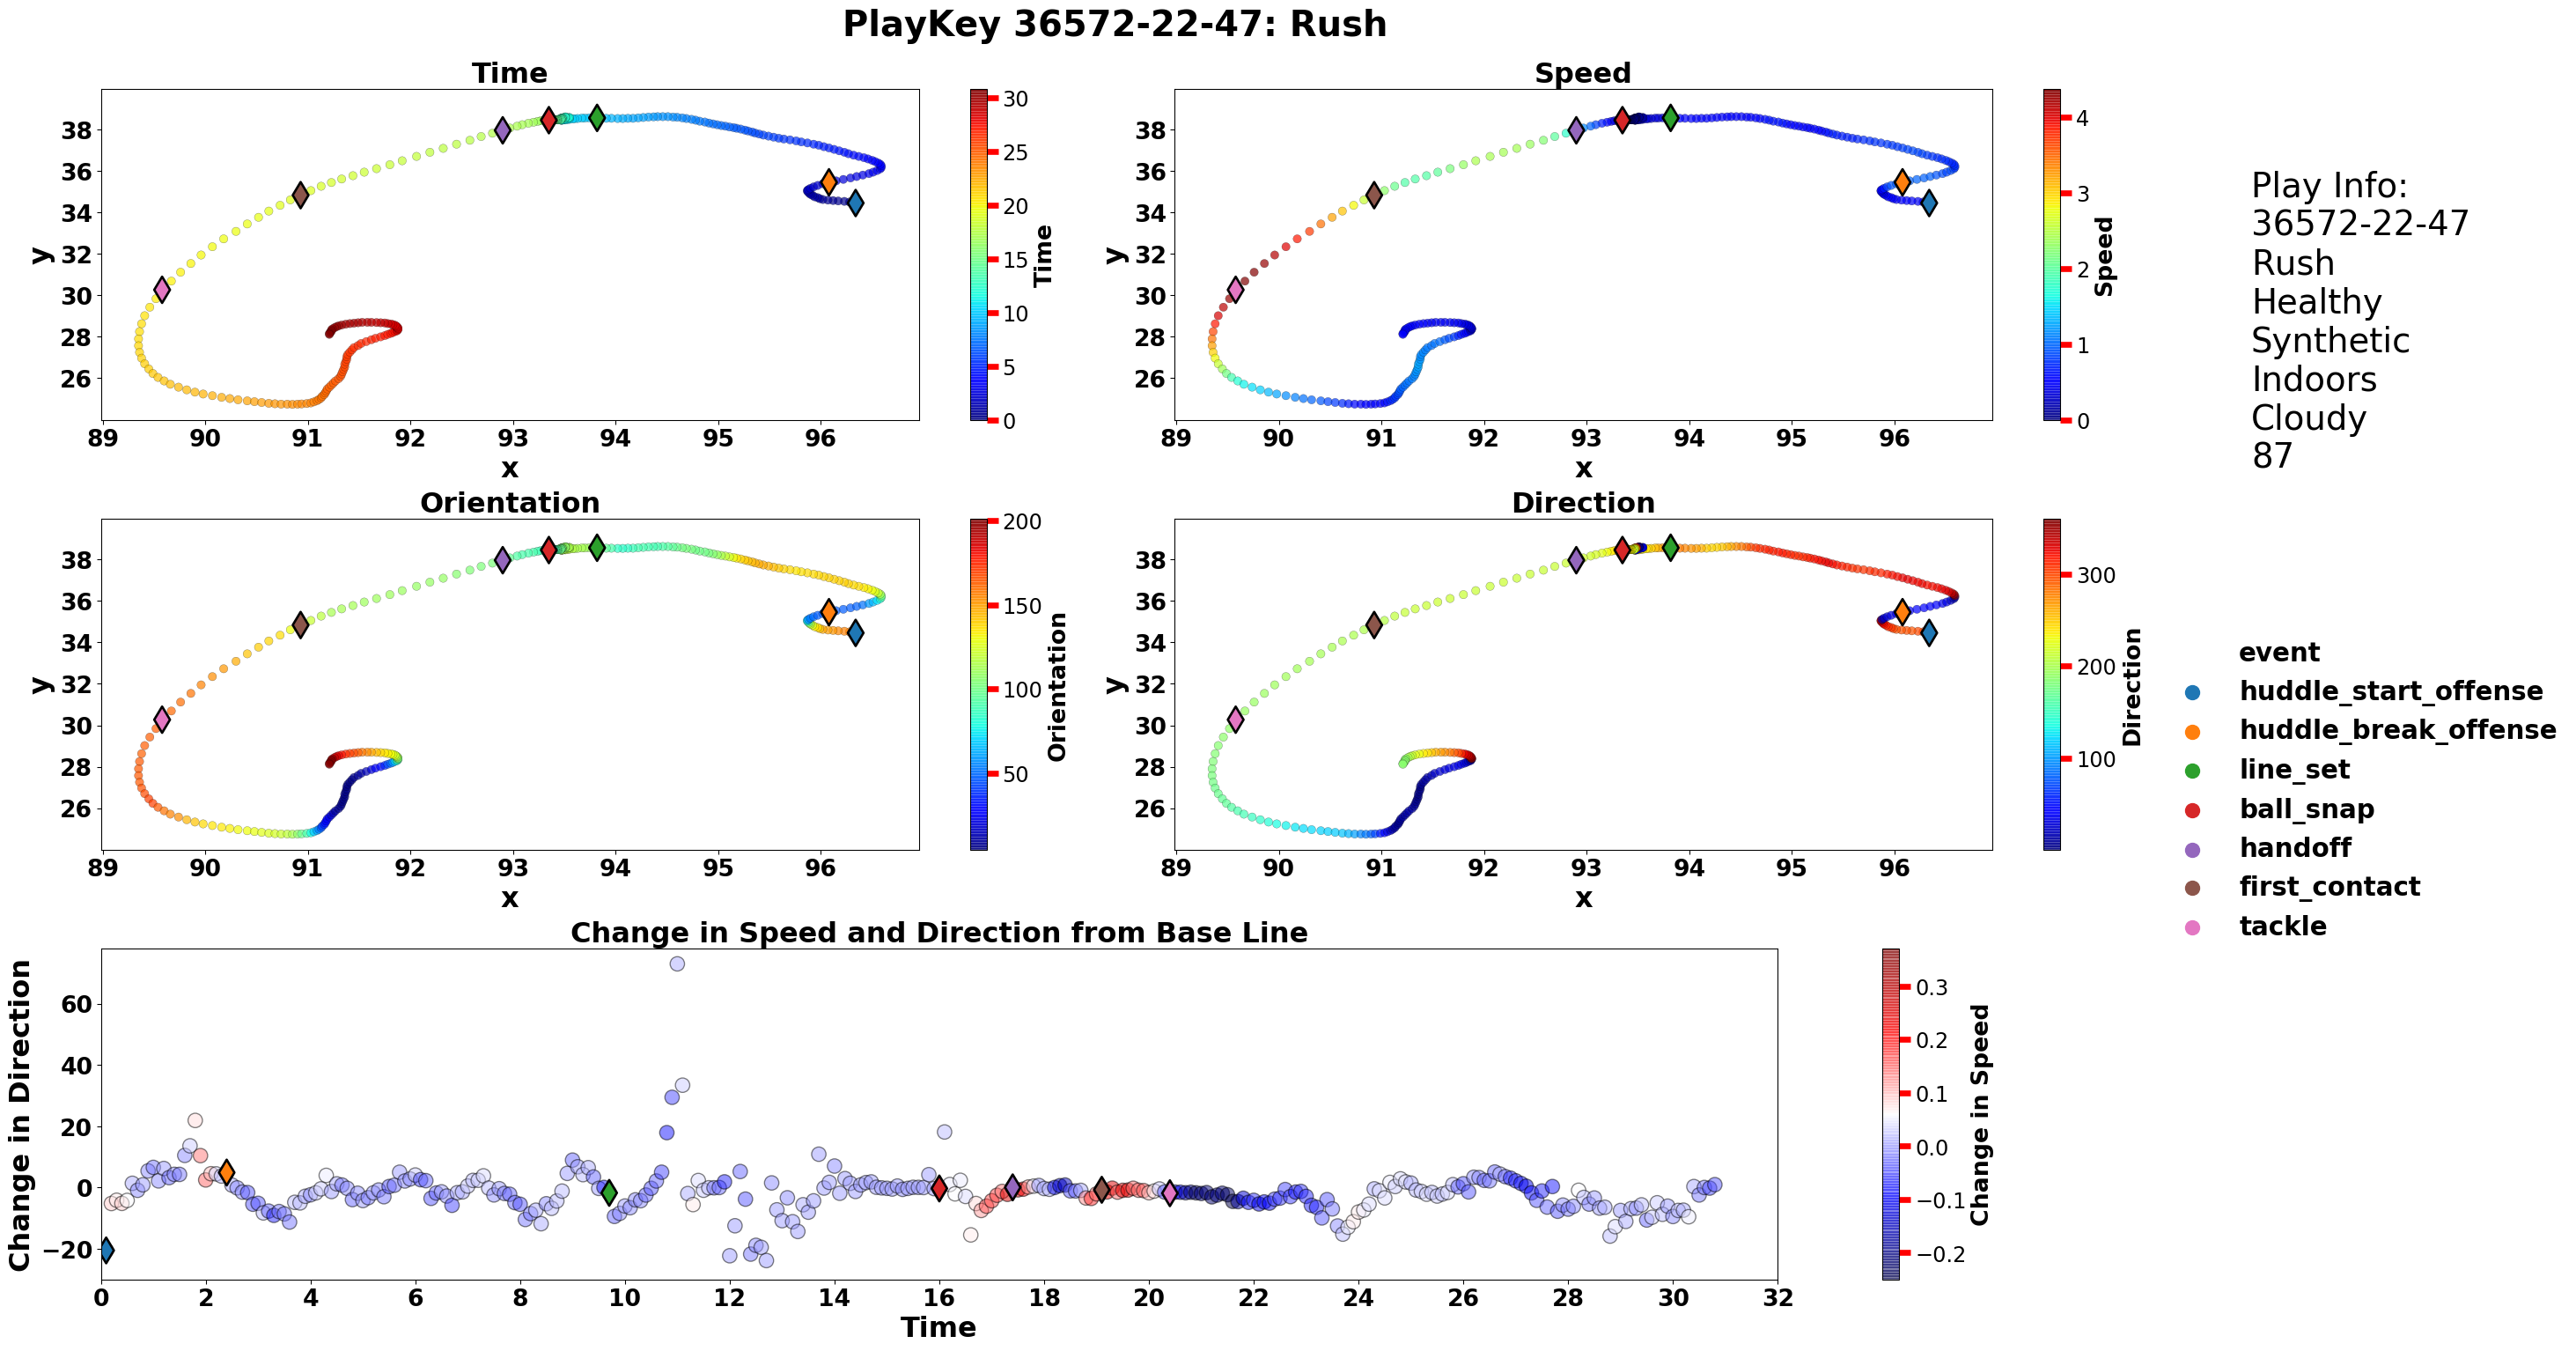 PlayKey 36572-22-47: Rush
Time
38
36
34
32
30
28
26
y
89 90 91 92 93 94 95 96
x
30
25
20
15
10
5
0
Time
Speed
38
36
34
32
30
28
26
y
89 90 91 92 93 94 95 96
x
4
3
2
1
0
Speed
Play Info:
36572-22-47
Rush
Healthy
Synthetic
Indoors
Cloudy
87
Orientation
38
36
34
32
30
28
26
y
89 90 91 92 93 94 95 96
x
200
150
100
50
Orientation
Direction
38
36
34
32
30
28
26
y
89 90 91 92 93 94 95 96
x
300
200
100
Direction
event
huddle_start_offense
huddle_break_offense
line_set
ball_snap
handoff
first_contact
tackle
Change in Speed and Direction from Base Line
60
40
20
0
−20
Change in Direction
0 2 4 6 8 10 12 14 16 18 20 22 24 26 28 30 32
Time
0.3
0.2
0.1
0.0
−0.1
−0.2
Change in Speed